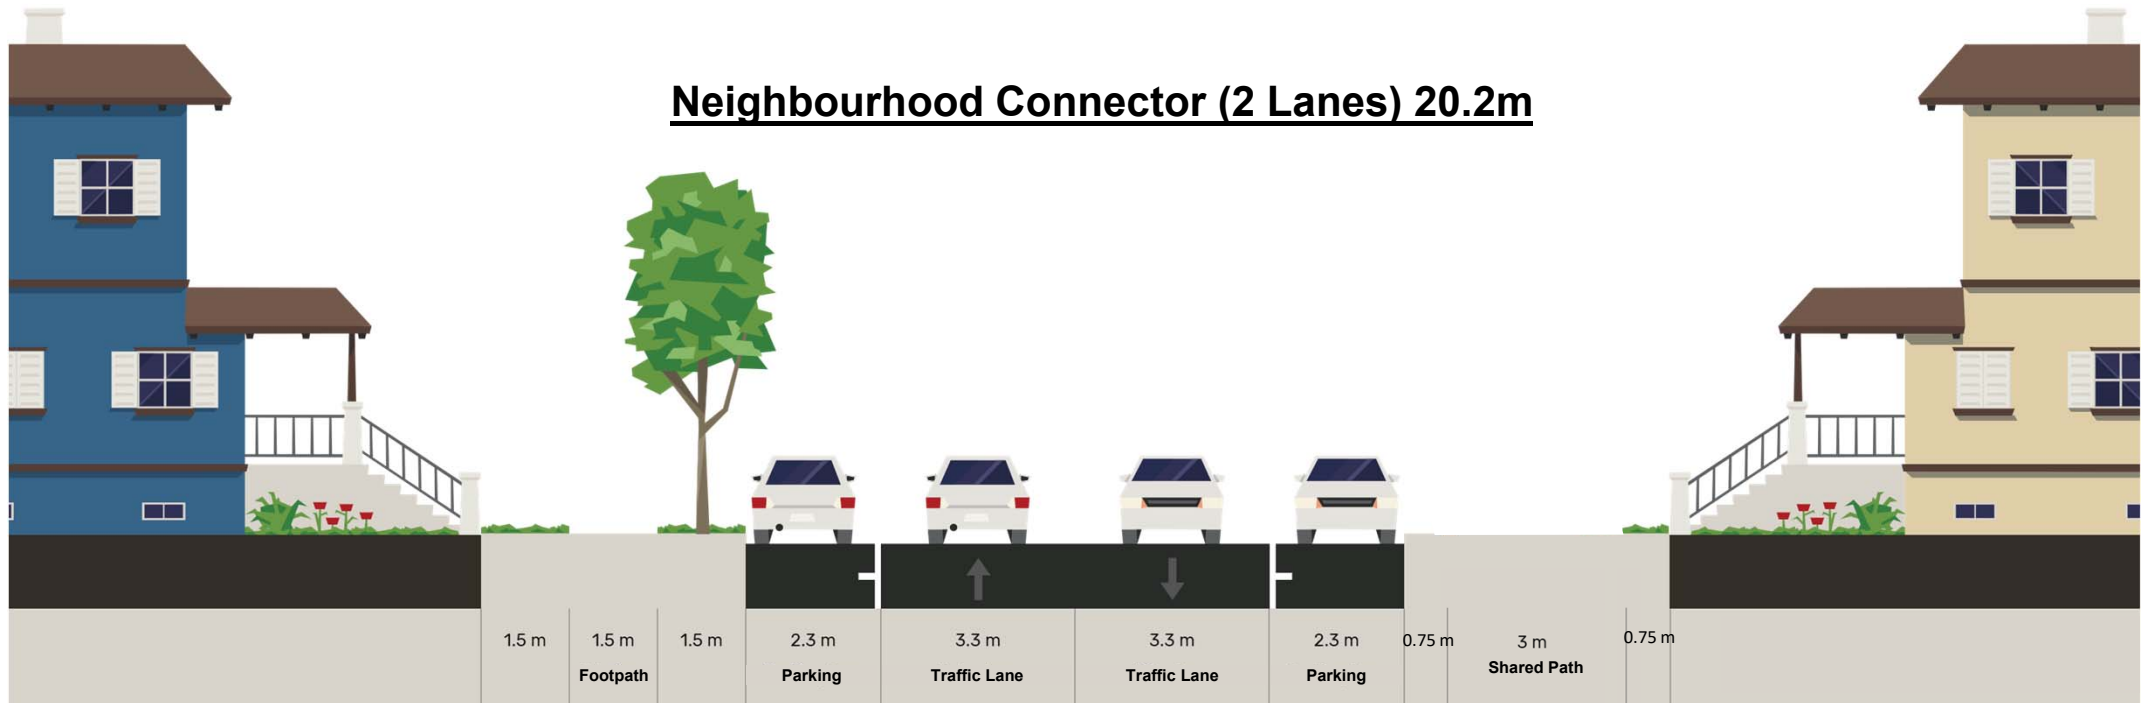 Neighbourhood Connector (2 Lanes) 20.2m
1.5 m
1.5 m
Footpath
1.5 m
2.3 m
Parking
3.3 m
Traffic Lane
3.3 m
Traffic Lane
2.3 m
Parking
0.75 m
3 m
Shared Path
0.75 m